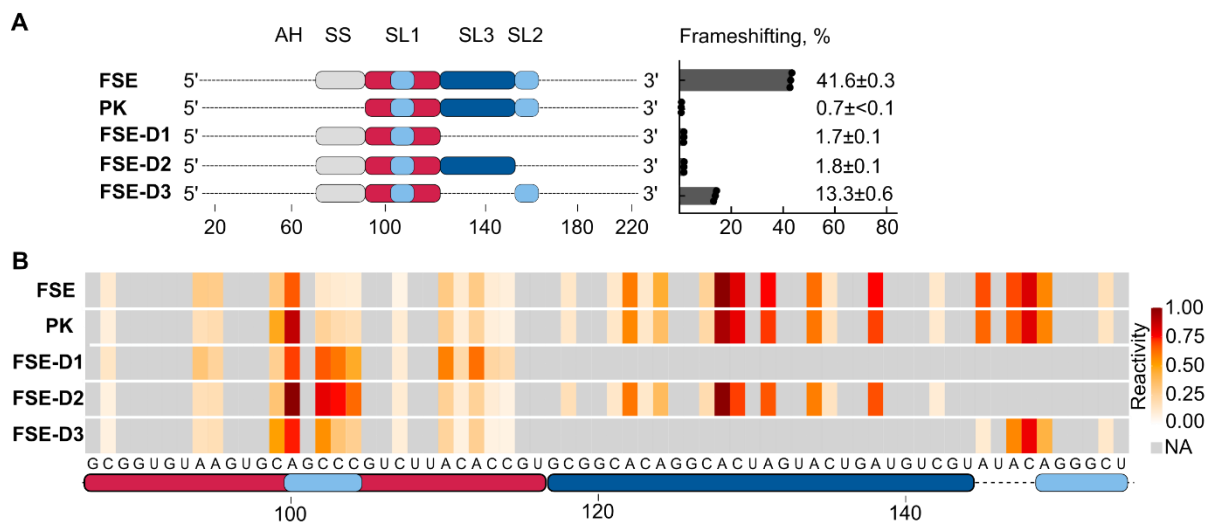 A
AH SS SL1 SL3 SL2
Frameshifting, %
FSE 5' 3' 41.6±0.3
PK 5' 3' 0.7±<0.1
FSE-D1 5' 3' 1.7±0.1
FSE-D2 5' 3' 1.8±0.1
FSE-D3 5' 3' 13.3±0.6
20 60 100 140 180 220 20 40 60 80
B
FSE
PK
FSE-D1
FSE-D2
FSE-D3
Reactivity
1.00
0.75
0.50
0.25
0.00
NA
G C G G U G U A A G U G C A G C C C G U C U U A C A C C G U G C G G C A C A G G C A C U A G U A C U G A U G U C G U A U A C A G G G C U
100 120 140